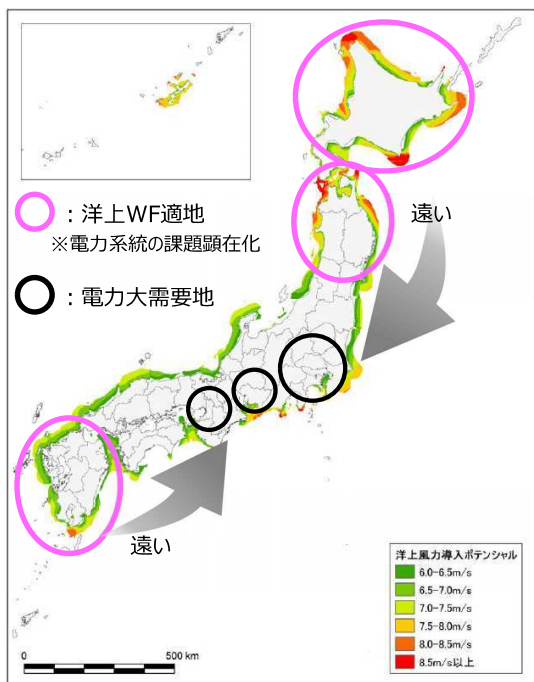 ：洋上WF適地
※電力系統の課題顕在化
：電力大需要地
遠い
遠い
洋上風力導入ポテンシャル
6.0-6.5m/s
6.5-7.0m/s
7.0-7.5m/s
7.5-8.0m/s
8.0-8.5m/s
8.5m/s以上
0
500 km